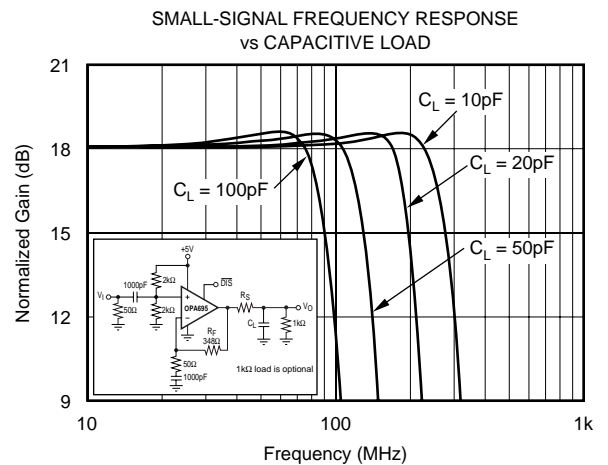 SMALL-SIGNAL FREQUENCY RESPONSE
vs CAPACITIVE LOAD
Normalized Gain (dB)
21
18
15
12
9
C_L = 10pF
C_L = 20pF
C_L = 100pF
C_L = 50pF
+5V
1000pF
2kΩ
DIS
V_I
50Ω
2kΩ
+
OPA695
−
R_S
V_O
C_L
1kΩ
R_F
348Ω
50Ω
1000pF
1kΩ load is optional
10
100
1k
Frequency (MHz)